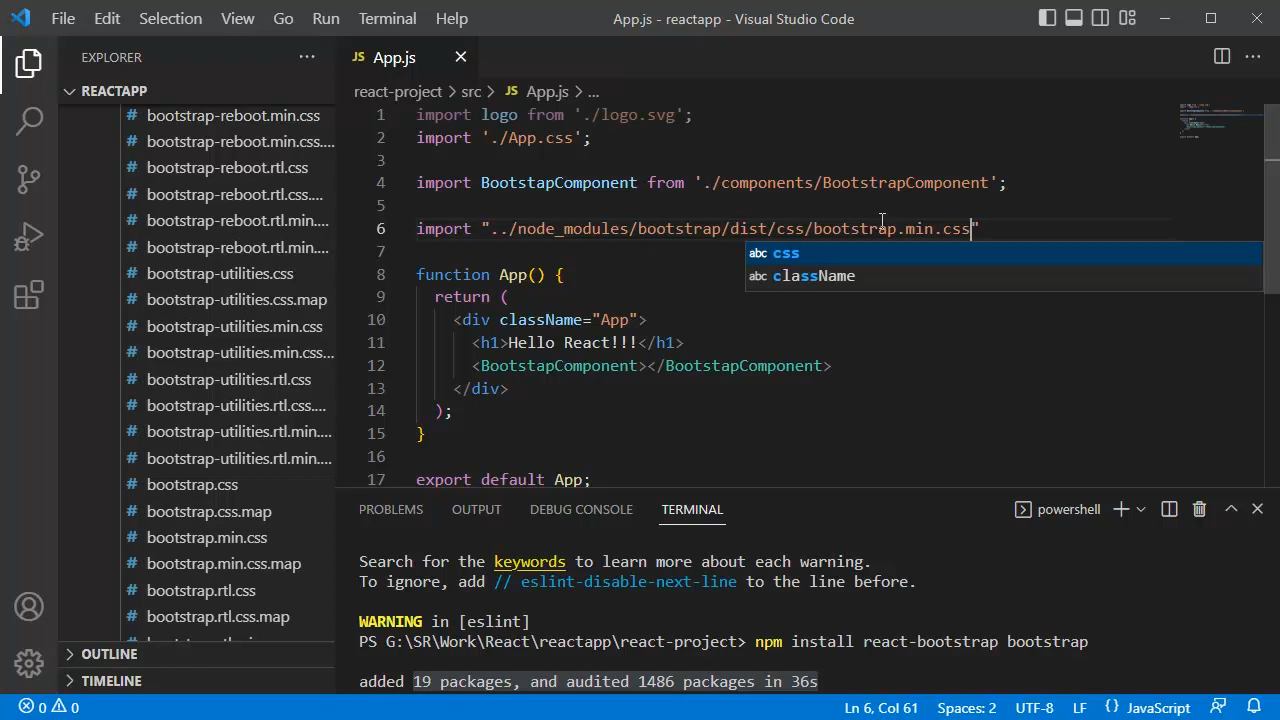 File Edit Selection View Go Run Terminal Help App.js - reactapp - Visual Studio Code
EXPLORER
REACTAPP
# bootstrap-reboot.min.css
# bootstrap-reboot.min.css....
# bootstrap-reboot.rtl.css
# bootstrap-reboot.rtl.css....
# bootstrap-reboot.rtl.min....
# bootstrap-reboot.rtl.min....
# bootstrap-utilities.css
# bootstrap-utilities.css.map
# bootstrap-utilities.min.css
# bootstrap-utilities.min.css...
# bootstrap-utilities.rtl.css
# bootstrap-utilities.rtl.css....
# bootstrap-utilities.rtl.min....
# bootstrap-utilities.rtl.min....
# bootstrap.css
# bootstrap.css.map
# bootstrap.min.css
# bootstrap.min.css.map
# bootstrap.rtl.css
# bootstrap.rtl.css.map
OUTLINE
TIMELINE
JS App.js
react-project > src > JS App.js > ...
1 import logo from './logo.svg';
2 import './App.css';
3
4 import BootstapComponent from './components/BootstrapComponent';
5
6 import "../node_modules/bootstrap/dist/css/bootstrap.min.css"
abc css
abc className
7
8 function App() {
9 return (
10 <div className="App">
11 <h1>Hello React!!!</h1>
12 <BootstapComponent></BootstapComponent>
13 </div>
14 );
15 }
16
17 export default App;
PROBLEMS OUTPUT DEBUG CONSOLE TERMINAL powershell
Search for the keywords to learn more about each warning.
To ignore, add // eslint-disable-next-line to the line before.
WARNING in [eslint]
PS G:\SR\Work\React\reactapp\react-project> npm install react-bootstrap bootstrap
added 19 packages, and audited 1486 packages in 36s
0 0 Ln 6, Col 61 Spaces: 2 UTF-8 LF {} JavaScript